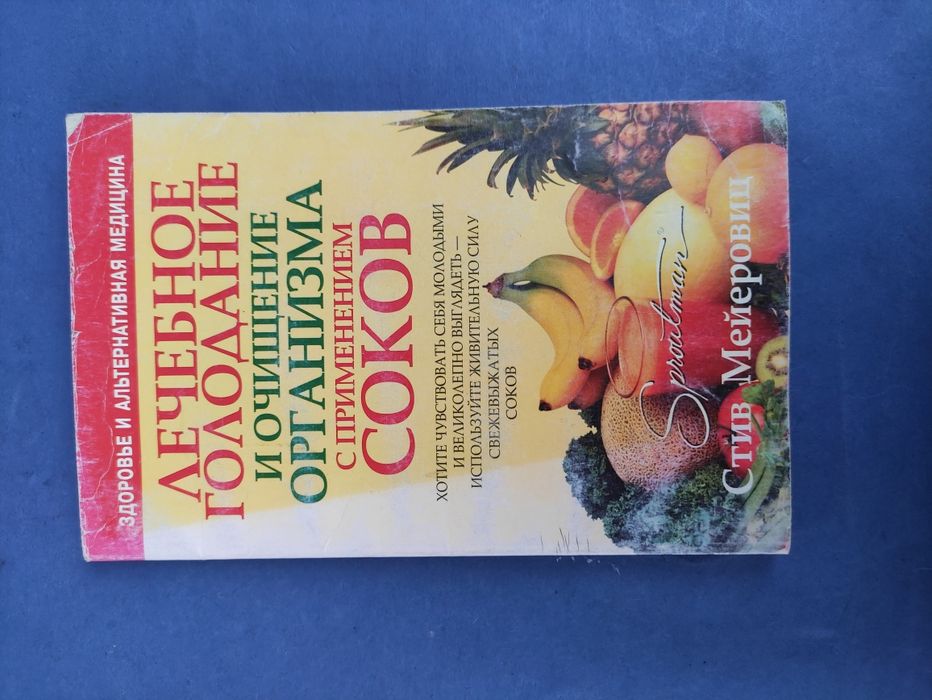 ЗДОРОВЬЕ И АЛЬТЕРНАТИВНАЯ МЕДИЦИНА
ЛЕЧЕБНОЕ
ГОЛОДАНИЕ
И ОЧИЩЕНИЕ
ОРГАНИЗМА
С ПРИМЕНЕНИЕМ
СОКОВ
ХОТИТЕ ЧУВСТВОВАТЬ СЕБЯ МОЛОДЫМИ
И ВЕЛИКОЛЕПНО ВЫГЛЯДЕТЬ —
ИСПОЛЬЗУЙТЕ ЖИВИТЕЛЬНУЮ СИЛУ
СВЕЖЕВЫЖАТЫХ
СОКОВ
Sproutman
Стив Мейеровиц